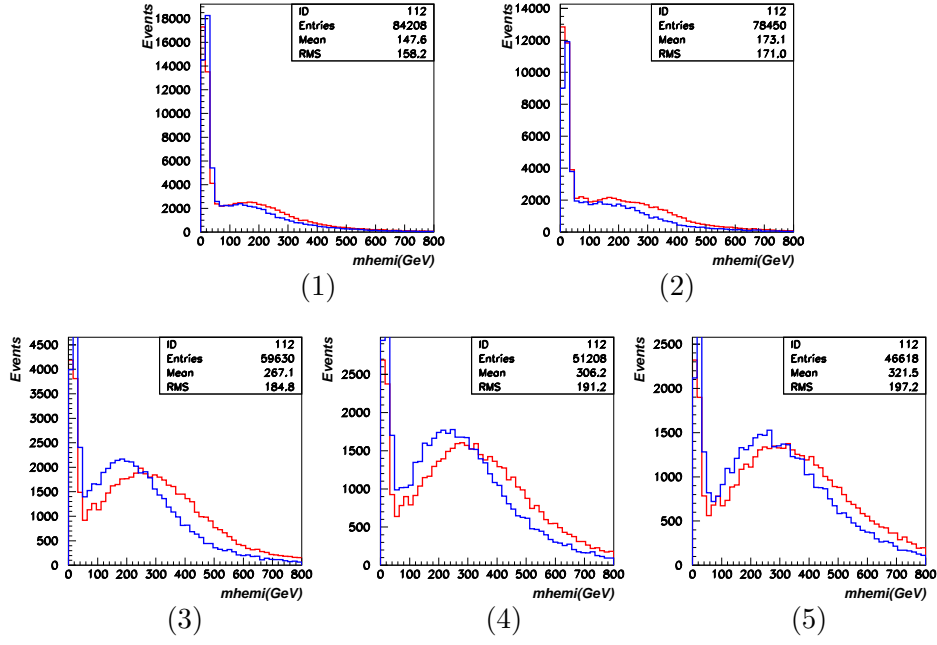 Events
ID 112
Entries 84208
Mean 147.6
RMS 158.2
18000
16000
14000
12000
10000
8000
6000
4000
2000
0
0 100 200 300 400 500 600 700 800
mhemi(GeV)
(1)
Events
ID 112
Entries 78450
Mean 173.1
RMS 171.0
14000
12000
10000
8000
6000
4000
2000
0
0 100 200 300 400 500 600 700 800
mhemi(GeV)
(2)
Events
ID 112
Entries 59630
Mean 267.1
RMS 184.8
4500
4000
3500
3000
2500
2000
1500
1000
500
0
0 100 200 300 400 500 600 700 800
mhemi(GeV)
(3)
Events
ID 112
Entries 51208
Mean 306.2
RMS 191.2
2500
2000
1500
1000
500
0
0 100 200 300 400 500 600 700 800
mhemi(GeV)
(4)
Events
ID 112
Entries 46618
Mean 321.5
RMS 197.2
2500
2000
1500
1000
500
0
0 100 200 300 400 500 600 700 800
mhemi(GeV)
(5)